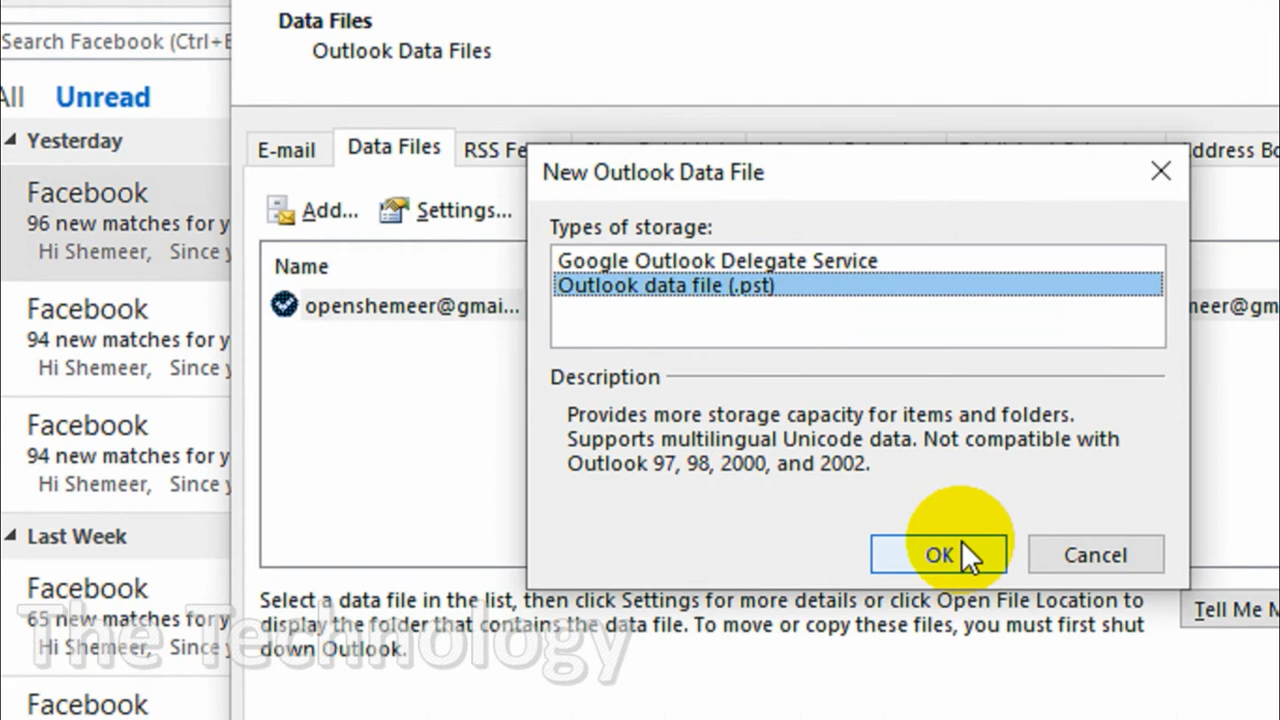 Data Files
Outlook Data Files
Search Facebook (Ctrl+E
All Unread
Yesterday
Facebook
96 new matches for y
Hi Shemeer, Since y
Facebook
94 new matches for y
Hi Shemeer, Since y
Facebook
94 new matches for y
Hi Shemeer, Since y
Last Week
Facebook
65 new matches for y
Hi Shemeer, Since y
Facebook
E-mail Data Files RSS Fe
Address Bo
Add... Settings...
Name
openshemeer@gmai...
meer@gm
New Outlook Data File
Types of storage:
Google Outlook Delegate Service
Outlook data file (.pst)
Description
Provides more storage capacity for items and folders.
Supports multilingual Unicode data. Not compatible with
Outlook 97, 98, 2000, and 2002.
OK Cancel
Select a data file in the list, then click Settings for more details or click Open File Location to
display the folder that contains the data file. To move or copy these files, you must first shut
down Outlook.
Tell Me M
The Technology